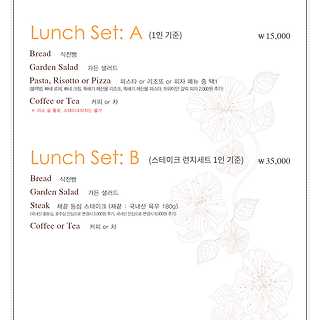 Lunch Set: A (1인 기준) ₩15,000
Bread 식전빵
Garden Salad 가든 샐러드
Pasta, Risotto or Pizza 파스타 or 리조또 or 피자 메뉴 중 택1
Coffee or Tea 커피 or 차
Lunch Set: B (스테이크 런치세트 1인 기준) ₩35,000
Bread 식전빵
Garden Salad 가든 샐러드
Steak 채끝 등심 스테이크 (채끝 : 국내산 육우 180g)
Coffee or Tea 커피 or 차